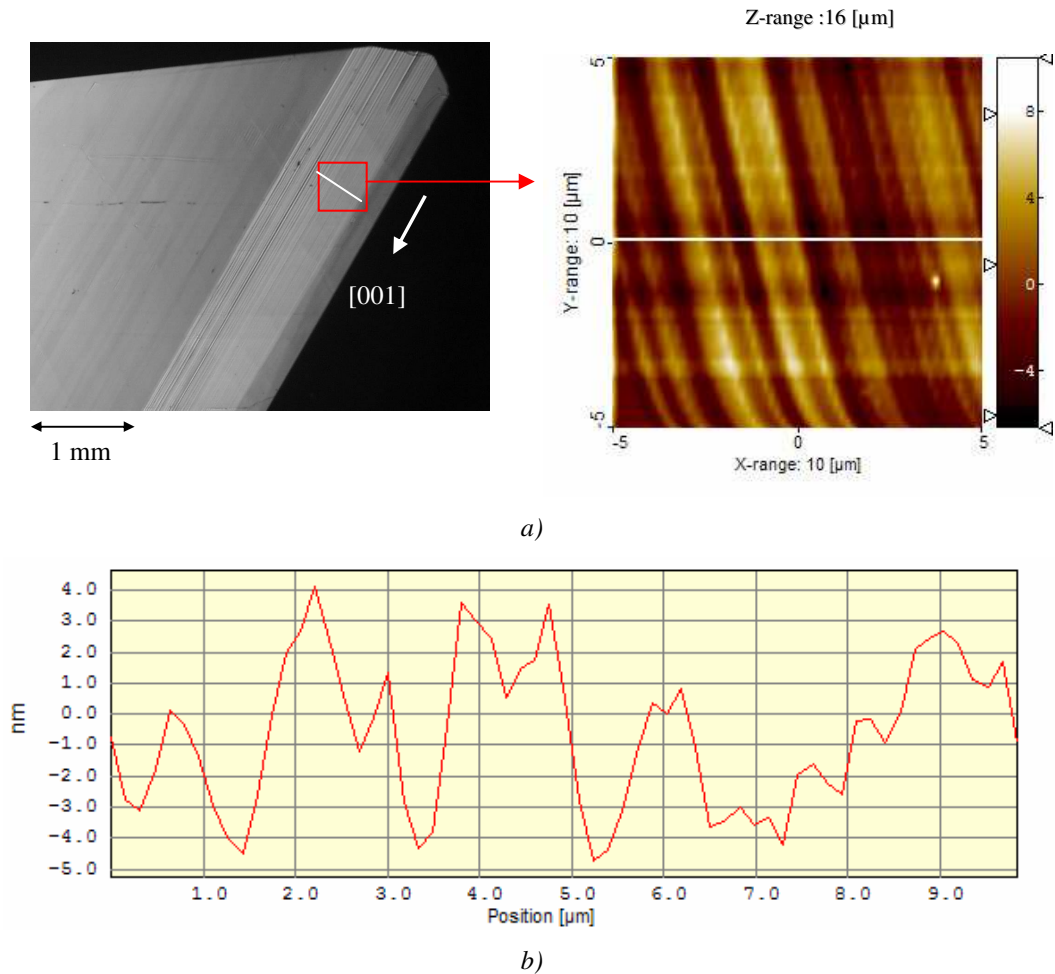 Z-range :16 [µm]
5
0
-5
Y-range: 10 [µm]
-5
0
5
X-range: 10 [µm]
8
4
0
-4
[001]
1 mm
a)
4.0
3.0
2.0
1.0
0.0
-1.0
-2.0
-3.0
-4.0
-5.0
nm
1.0 2.0 3.0 4.0 5.0 6.0 7.0 8.0 9.0
Position [µm]
b)